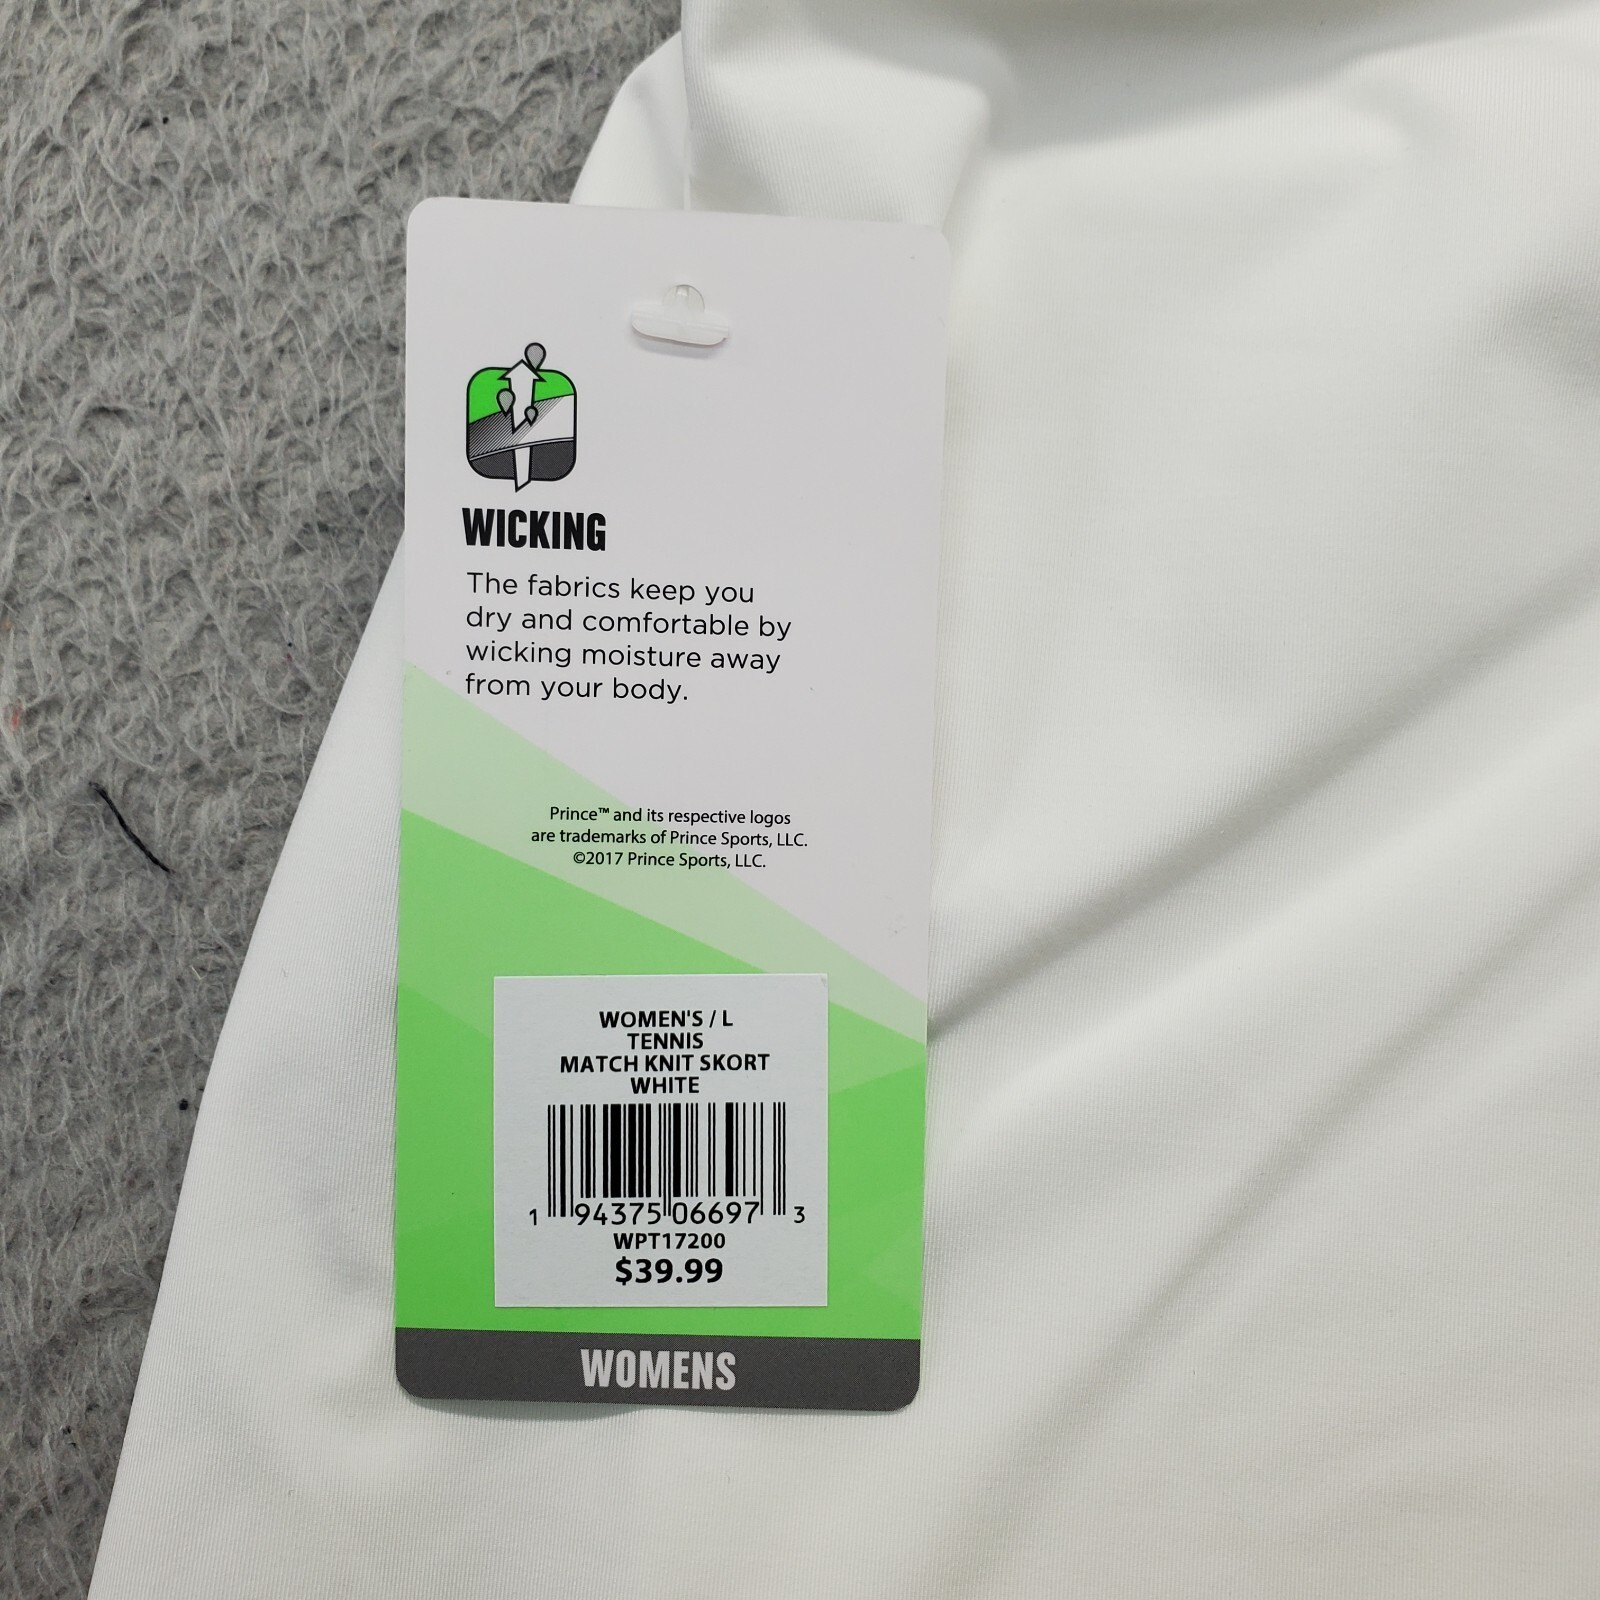 WICKING
The fabrics keep you
dry and comfortable by
wicking moisture away
from your body.
Prince™ and its respective logos
are trademarks of Prince Sports, LLC.
©2017 Prince Sports, LLC.
WOMEN'S / L
TENNIS
MATCH KNIT SKORT
WHITE
1 94375 06697 3
WPT17200
$39.99
WOMENS